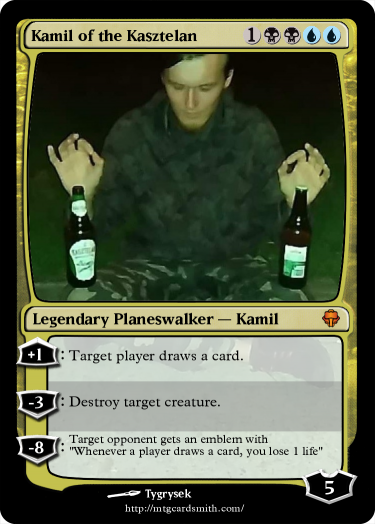 Kamil of the Kasztelan 1
Legendary Planeswalker — Kamil
+1 : Target player draws a card.
-3 : Destroy target creature.
-8 : Target opponent gets an emblem with
"Whenever a player draws a card, you lose 1 life"
5
Tygrysek
http://mtgcardsmith.com/